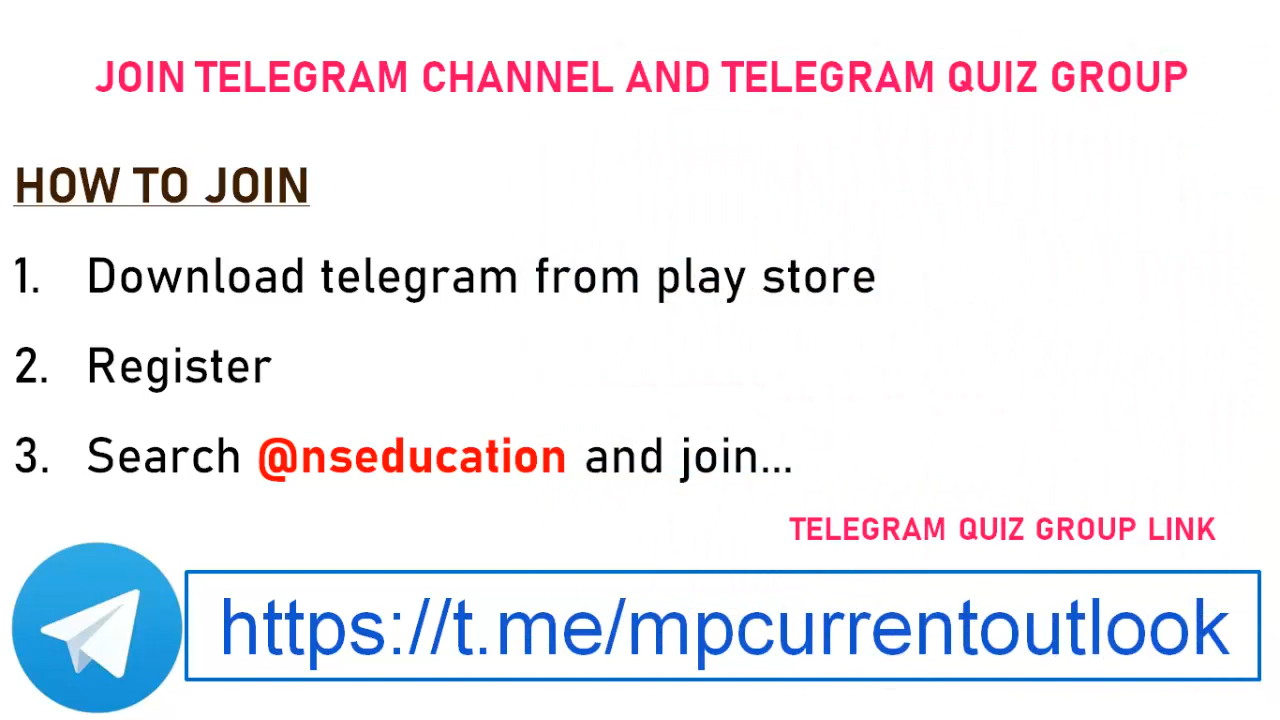 JOIN TELEGRAM CHANNEL AND TELEGRAM QUIZ GROUP
HOW TO JOIN
1. Download telegram from play store
2. Register
3. Search @nseducation and join...
TELEGRAM QUIZ GROUP LINK
https://t.me/mpcurrentoutlook